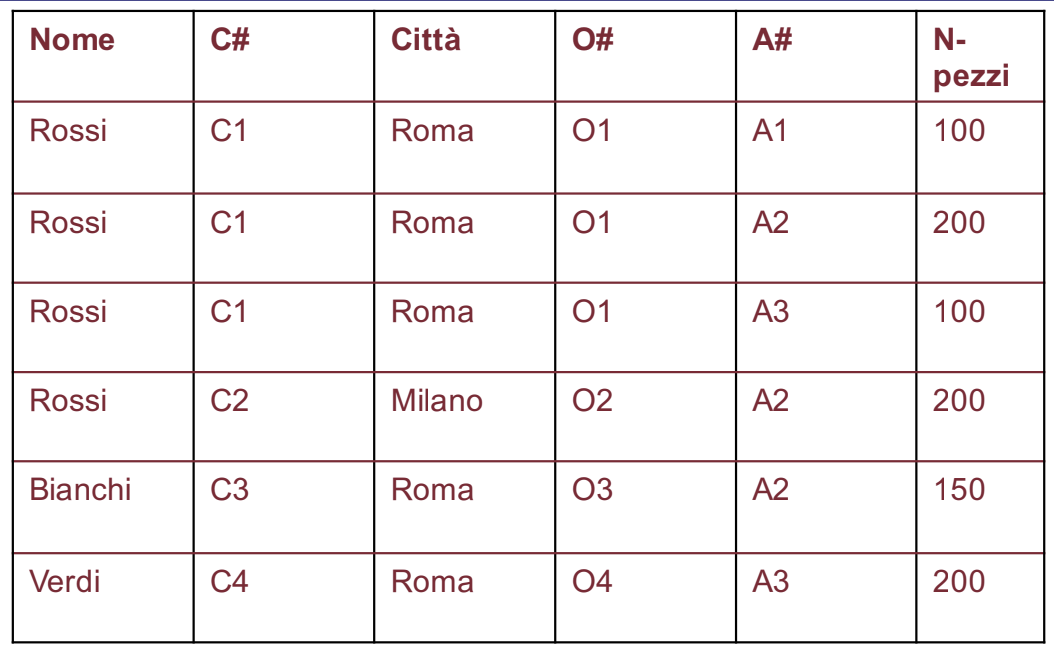 Nome C# Città O# A# N-
pezzi
Rossi C1 Roma O1 A1 100
Rossi C1 Roma O1 A2 200
Rossi C1 Roma O1 A3 100
Rossi C2 Milano O2 A2 200
Bianchi C3 Roma O3 A2 150
Verdi C4 Roma O4 A3 200